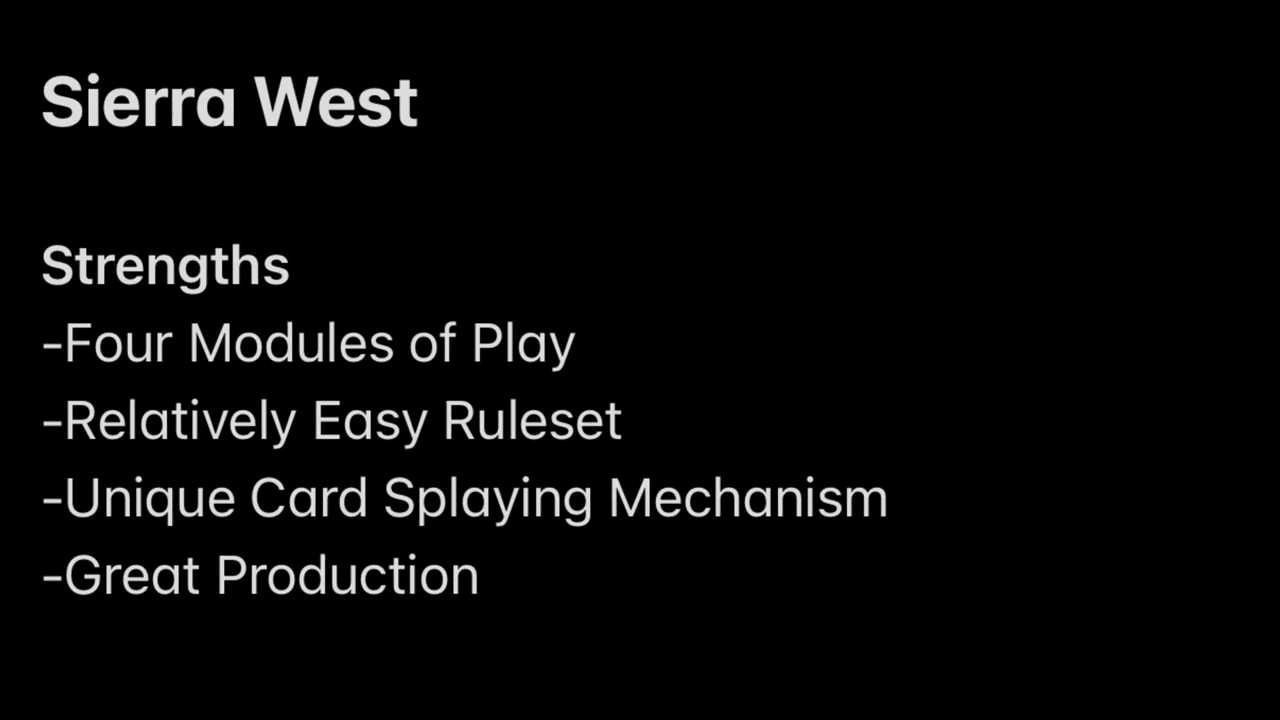 Sierra West
Strengths
-Four Modules of Play
-Relatively Easy Ruleset
-Unique Card Splaying Mechanism
-Great Production